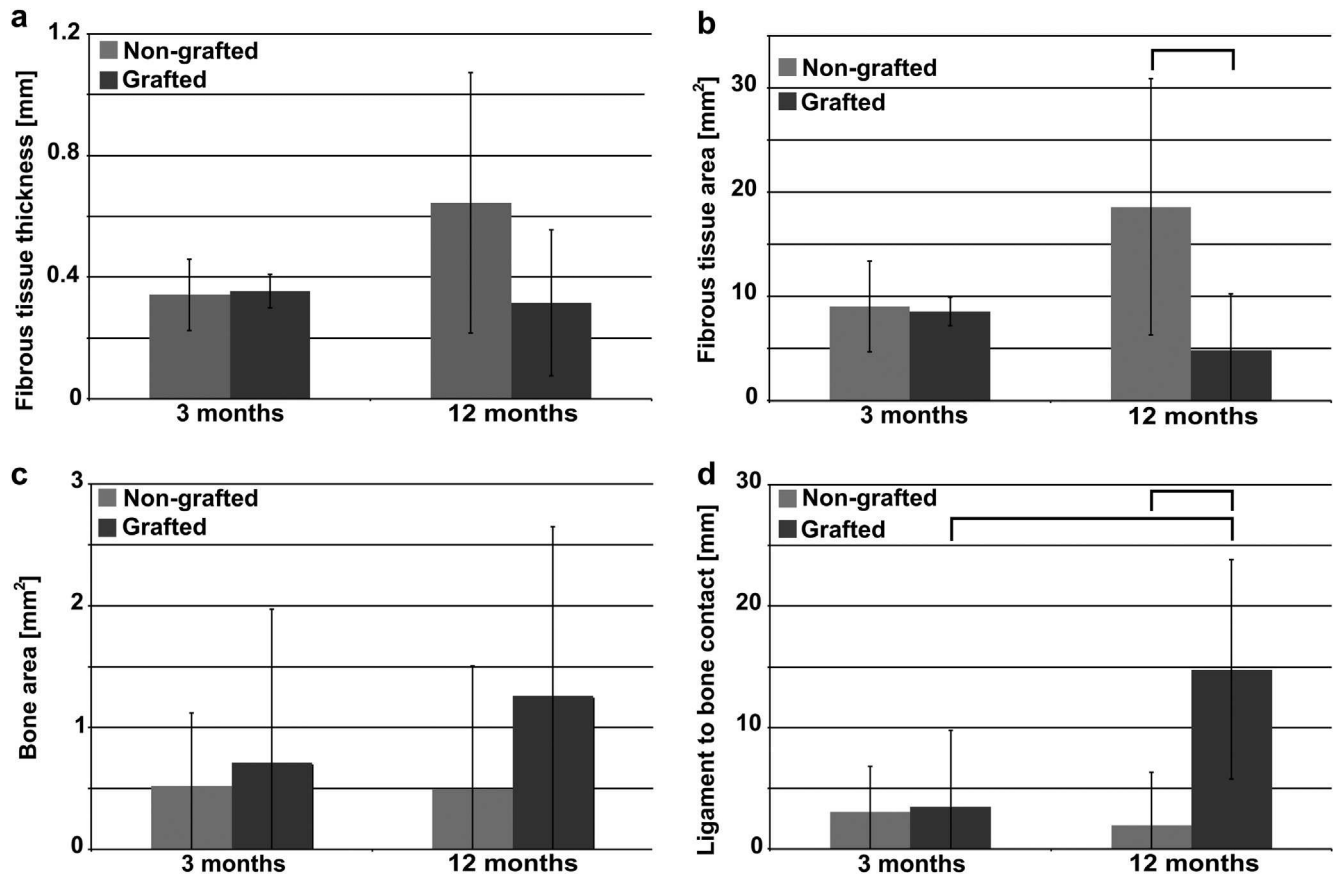 a
1.2
Non-grafted
Grafted
0.8
0.4
0
Fibrous tissue thickness [mm]
3 months
12 months
b
30
Non-grafted
Grafted
20
10
0
Fibrous tissue area [mm²]
3 months
12 months
c
3
Non-grafted
Grafted
2
1
0
Bone area [mm²]
3 months
12 months
d
30
Non-grafted
Grafted
20
10
0
Ligament to bone contact [mm]
3 months
12 months